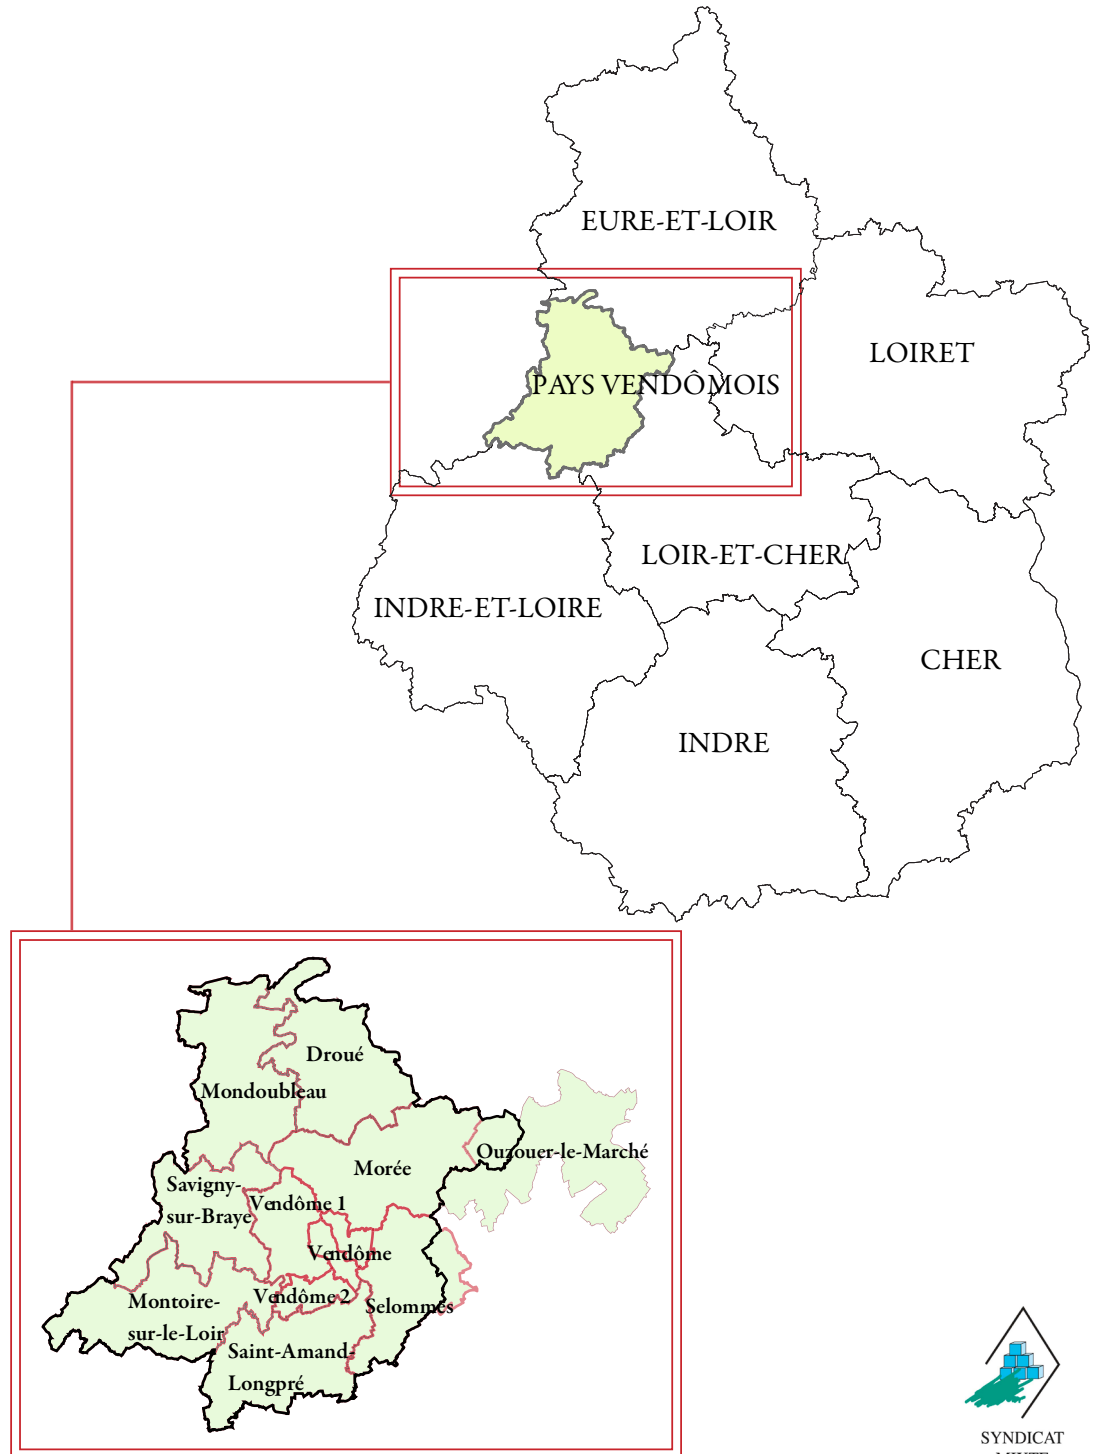 EURE-ET-LOIR
LOIRET
PAYS VENDÔMOIS
LOIR-ET-CHER
INDRE-ET-LOIRE
CHER
INDRE
Droué
Mondoubleau
Ouzouer-le-Marché
Morée
Savigny-
sur-Braye
Vendôme 1
Vendôme
Vendôme 2
Selommes
Montoire-
sur-le-Loir
Saint-Amand-
Longpré
SYNDICAT
MIXTE